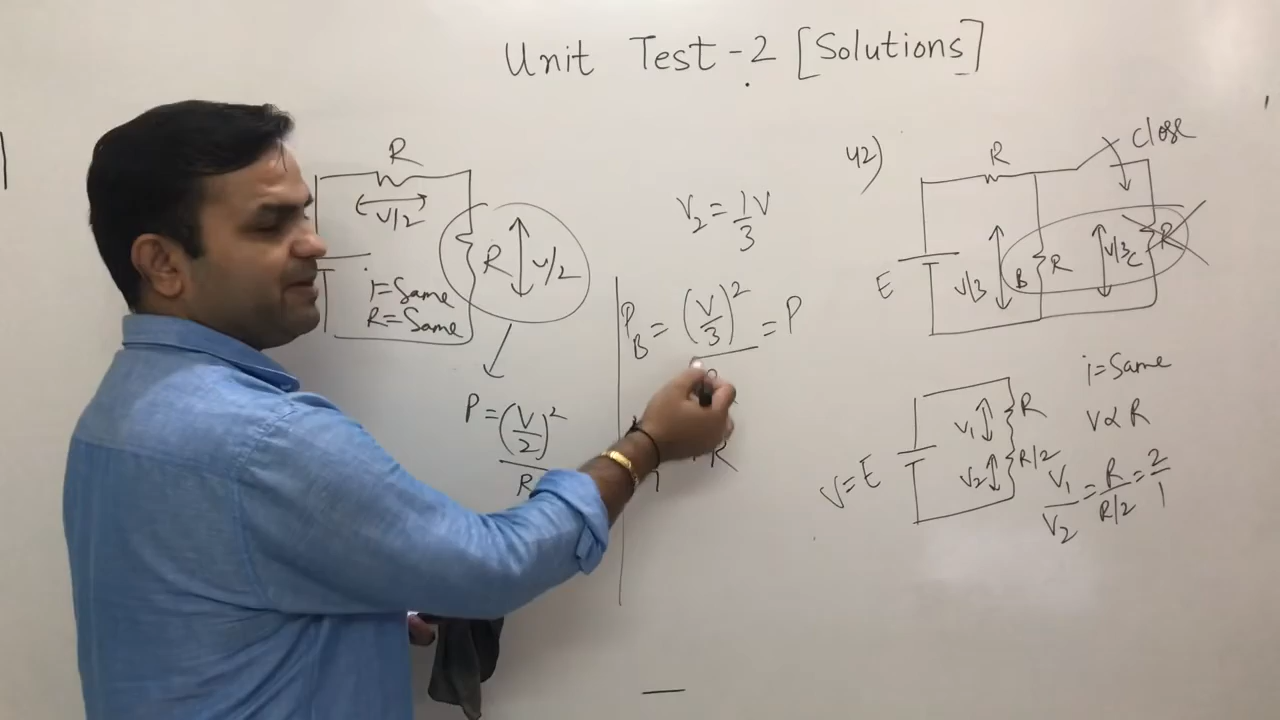 Unit Test-2 [Solutions]
R
V/2
i=Same
R=Same
R
V/2
P=(V/2)²
R
V₂=1/3 V
P_B=(V/3)²=P
R
42)
R
Close
E
V/3
B
R
V/3
C
R
V=E
V₁
R
V₂
R/2
i=Same
V∝R
V₁/V₂=R/(R/2)=2/1